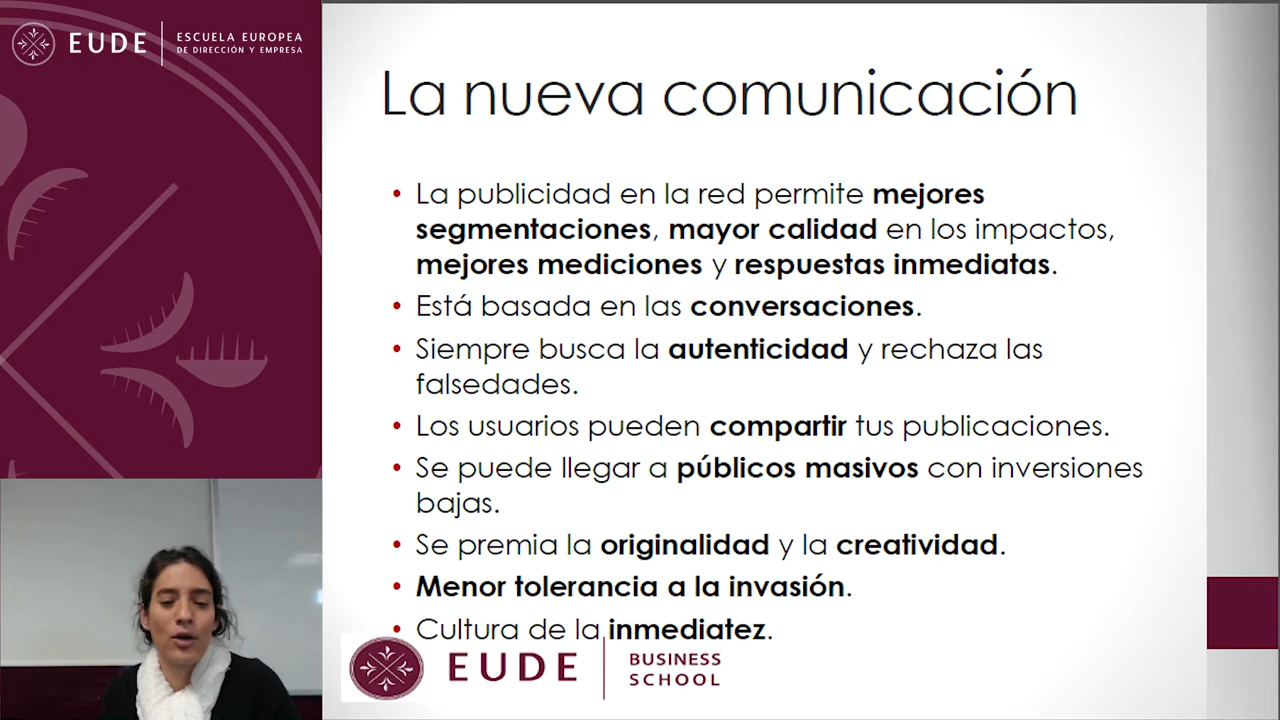 EUDE
ESCUELA EUROPEA
DE DIRECCIÓN Y EMPRESA
La nueva comunicación
• La publicidad en la red permite mejores
segmentaciones, mayor calidad en los impactos,
mejores mediciones y respuestas inmediatas.
• Está basada en las conversaciones.
• Siempre busca la autenticidad y rechaza las
falsedades.
• Los usuarios pueden compartir tus publicaciones.
• Se puede llegar a públicos masivos con inversiones
bajas.
• Se premia la originalidad y la creatividad.
• Menor tolerancia a la invasión.
• Cultura de la inmediatez.
EUDE
BUSINESS
SCHOOL